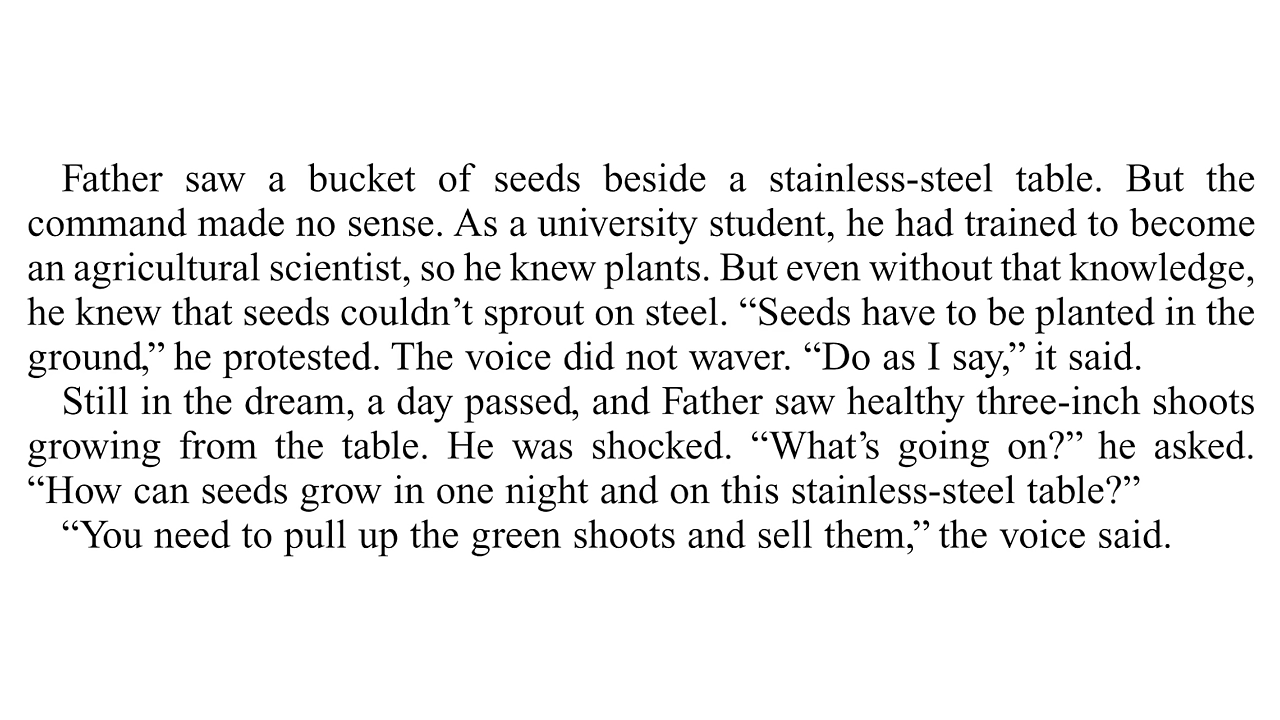 Father saw a bucket of seeds beside a stainless-steel table. But the
command made no sense. As a university student, he had trained to become
an agricultural scientist, so he knew plants. But even without that knowledge,
he knew that seeds couldn’t sprout on steel. “Seeds have to be planted in the
ground,” he protested. The voice did not waver. “Do as I say,” it said.
Still in the dream, a day passed, and Father saw healthy three-inch shoots
growing from the table. He was shocked. “What’s going on?” he asked.
“How can seeds grow in one night and on this stainless-steel table?”
“You need to pull up the green shoots and sell them,” the voice said.